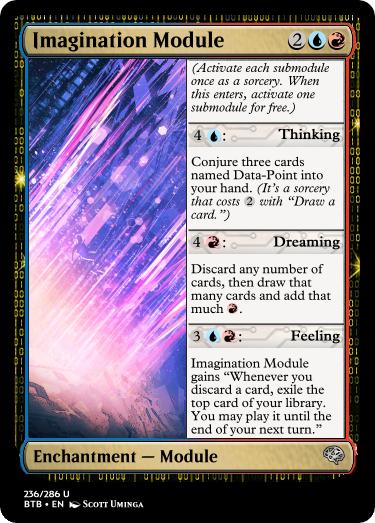 Imagination Module 2
(Activate each submodule
once as a sorcery. When
this enters, activate one
submodule for free.)
4 : Thinking
Conjure three cards
named Data-Point into
your hand. (It's a sorcery
that costs 2 with "Draw a
card.")
4 : Dreaming
Discard any number of
cards, then draw that
many cards and add that
much .
3 : Feeling
Imagination Module
gains "Whenever you
discard a card, exile the
top card of your library.
You may play it until the
end of your next turn."
Enchantment — Module
236/286 U
BTB • EN Scott Uminga